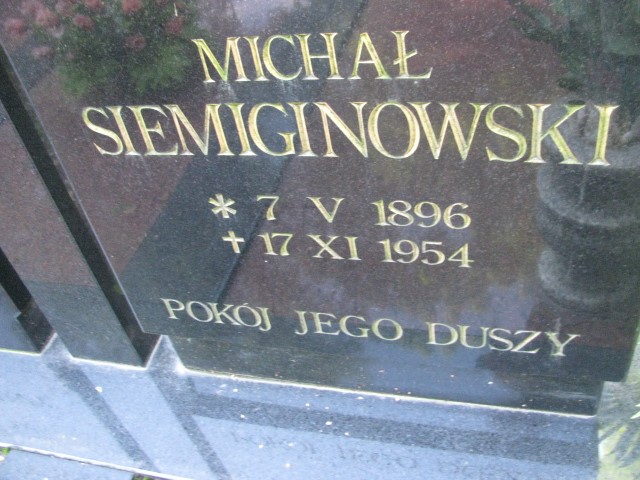 MICHAŁ
SIEMIGINOWSKI
* 7 V 1896
+ 17 XI 1954
POKÓJ JEGO DUSZY